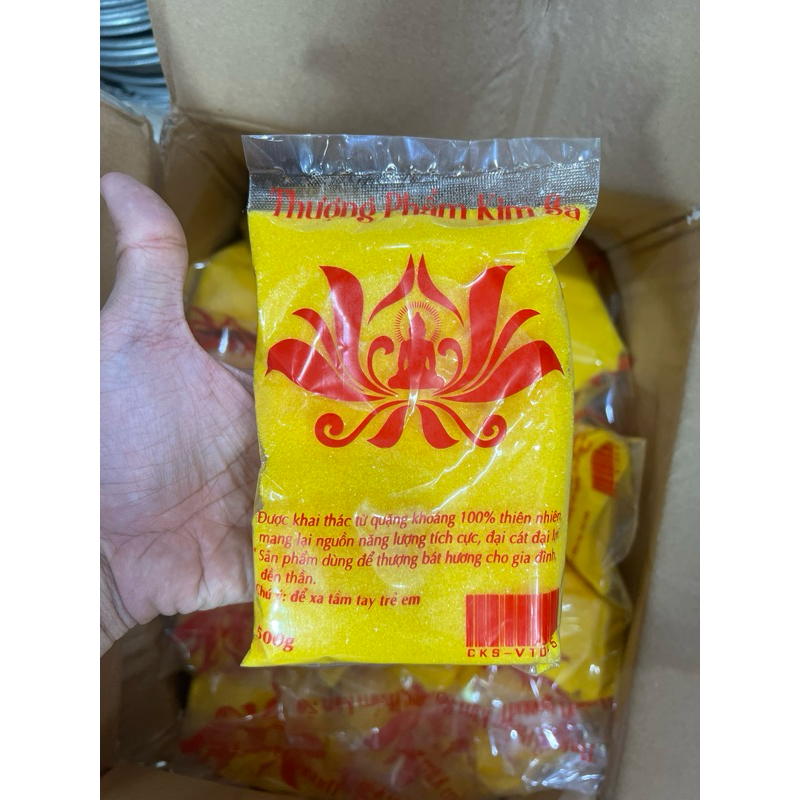 Thượng Phẩm Kim Sa
Được khai thác từ quặng khoáng 100% thiên nhiên,
mang lại nguồn năng lượng tích cực, đại cát đại lợi
* Sản phẩm dùng để thượng bát hương cho gia đình,
đền thần.
Chú ý: để xa tầm tay trẻ em
500g
CKS-VT